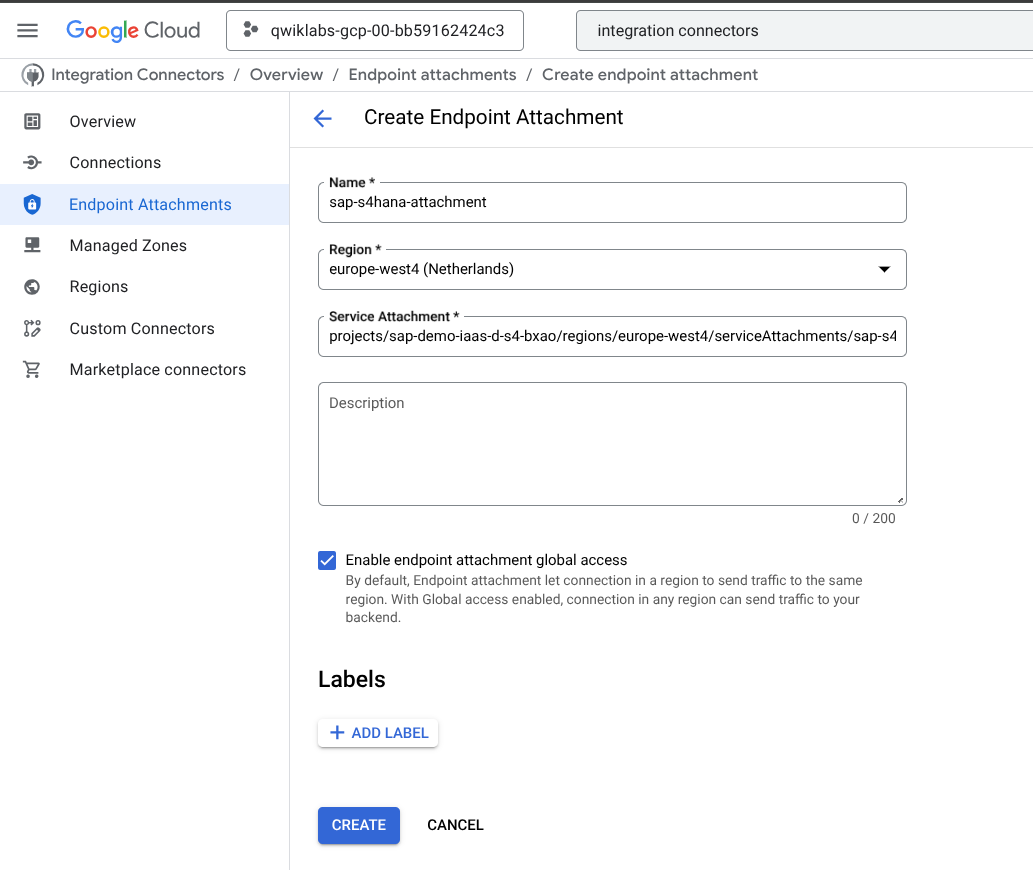 Google Cloud
qwiklabs-gcp-00-bb59162424c3
integration connectors
Integration Connectors / Overview / Endpoint attachments / Create endpoint attachment
Overview
Connections
Endpoint Attachments
Managed Zones
Regions
Custom Connectors
Marketplace connectors
Create Endpoint Attachment
Name *
sap-s4hana-attachment
Region *
europe-west4 (Netherlands)
Service Attachment *
projects/sap-demo-iaas-d-s4-bxao/regions/europe-west4/serviceAttachments/sap-s4
Description
0 / 200
Enable endpoint attachment global access
By default, Endpoint attachment let connection in a region to send traffic to the same
region. With Global access enabled, connection in any region can send traffic to your
backend.
Labels
+ ADD LABEL
CREATE
CANCEL